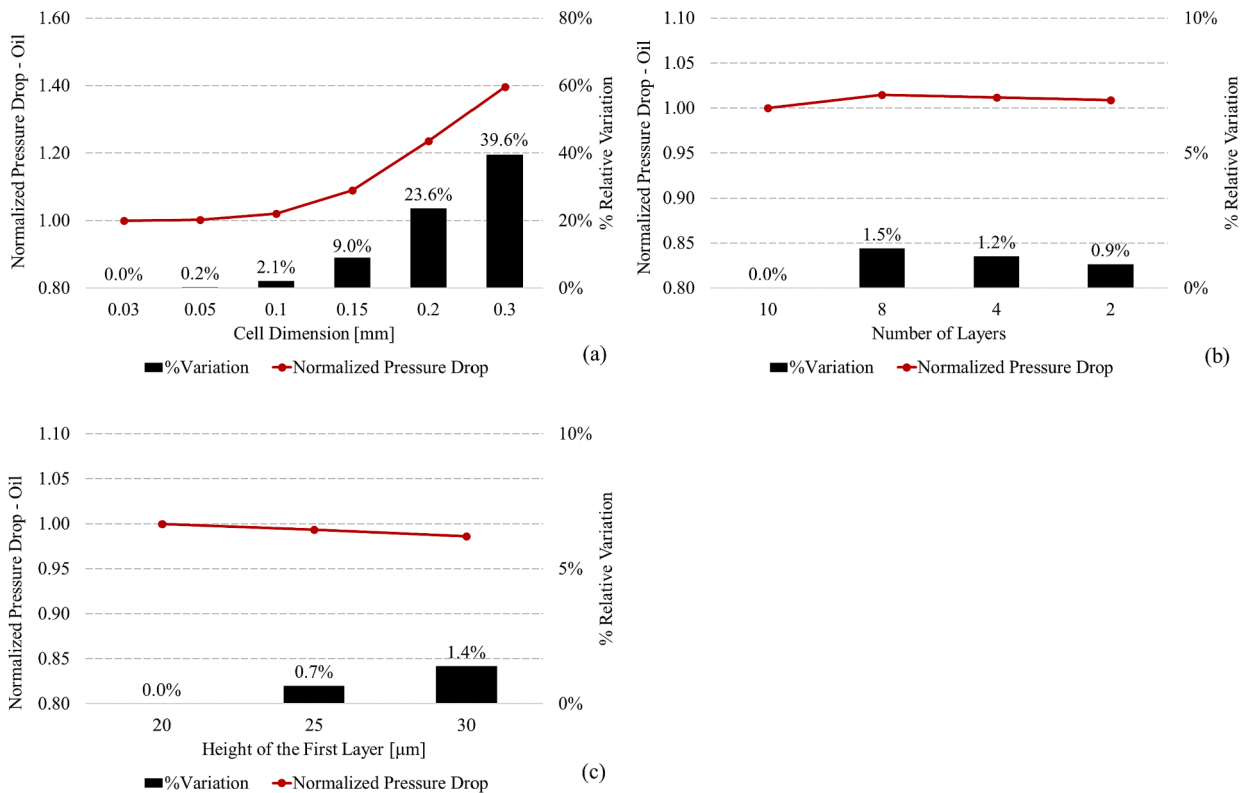 1.60
1.40
1.20
1.00
0.80
Normalized Pressure Drop - Oil
80%
60%
40%
20%
0%
% Relative Variation
0.0%
0.2%
2.1%
9.0%
23.6%
39.6%
0.03 0.05 0.1 0.15 0.2 0.3
Cell Dimension [mm]
%Variation Normalized Pressure Drop
(a)
1.10
1.05
1.00
0.95
0.90
0.85
0.80
Normalized Pressure Drop - Oil
10%
5%
0%
% Relative Variation
0.0%
1.5%
1.2%
0.9%
10 8 4 2
Number of Layers
%Variation Normalized Pressure Drop
(b)
1.10
1.05
1.00
0.95
0.90
0.85
0.80
Normalized Pressure Drop - Oil
10%
5%
0%
% Relative Variation
0.0%
0.7%
1.4%
20 25 30
Height of the First Layer [μm]
%Variation Normalized Pressure Drop
(c)